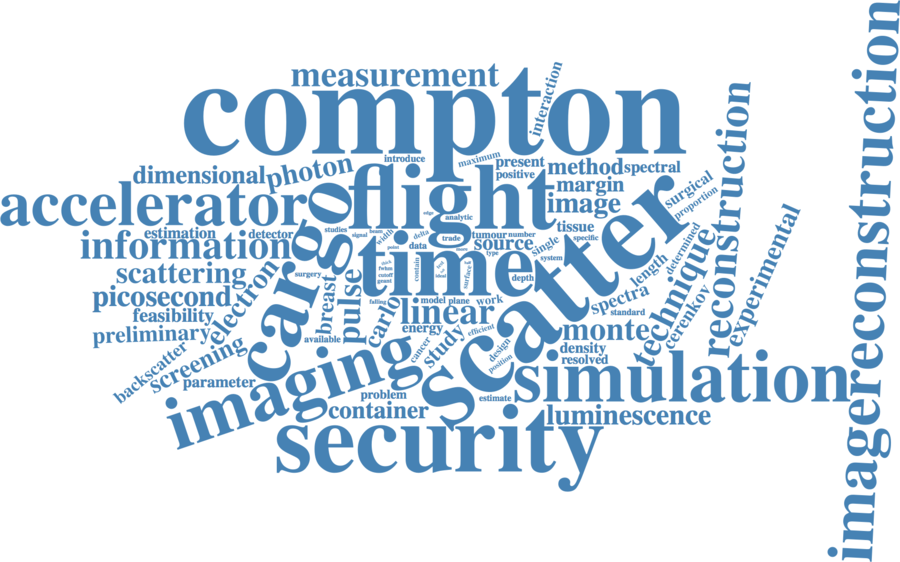 measurement
interaction
compton
introduce
maximum
present
positive
method
spectral
dimensional
photon
flight
margin
image
surgical
proportion
scatter
reconstruction
imagereconstruction
accelerator
cargo
edge
analytic
tissue
specific
estimation
detector
studies
signal
beam
width
delta
trade
tumour
number
information
point
data
source
type
single
system
time
scattering
surgery
electron
pulse
breast
fwhm
cutoff
contain
surface
depth
length
determined
technique
cerenkov
experimental
picosecond
feasibility
preliminary
falling
carlo
model
plane
work
linear
spectra
standard
available
energy
cancer
study
efficient
design
position
monte
density
resolved
backscatter
screening
parameter
imaging
problem
container
estimate
simulation
luminescence
security